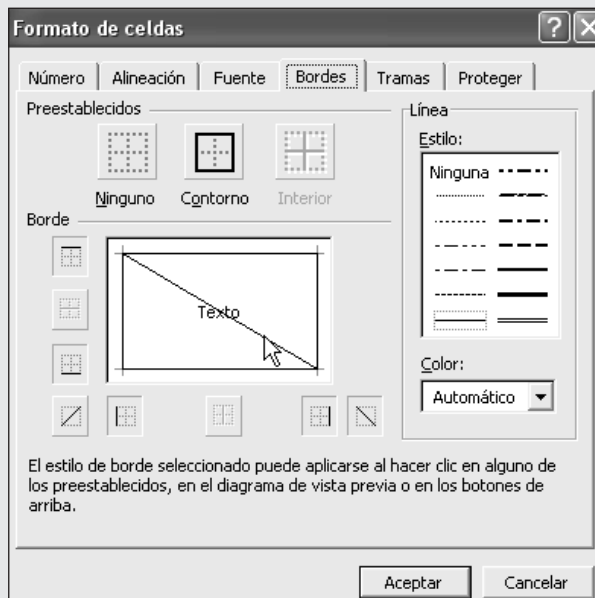 Formato de celdas
Número Alineación Fuente Bordes Tramas Proteger
Preestablecidos
Ninguno Contorno Interior
Borde
Texto
Línea
Estilo:
Ninguna
Color:
Automático
El estilo de borde seleccionado puede aplicarse al hacer clic en alguno de
los preestablecidos, en el diagrama de vista previa o en los botones de
arriba.
Aceptar Cancelar